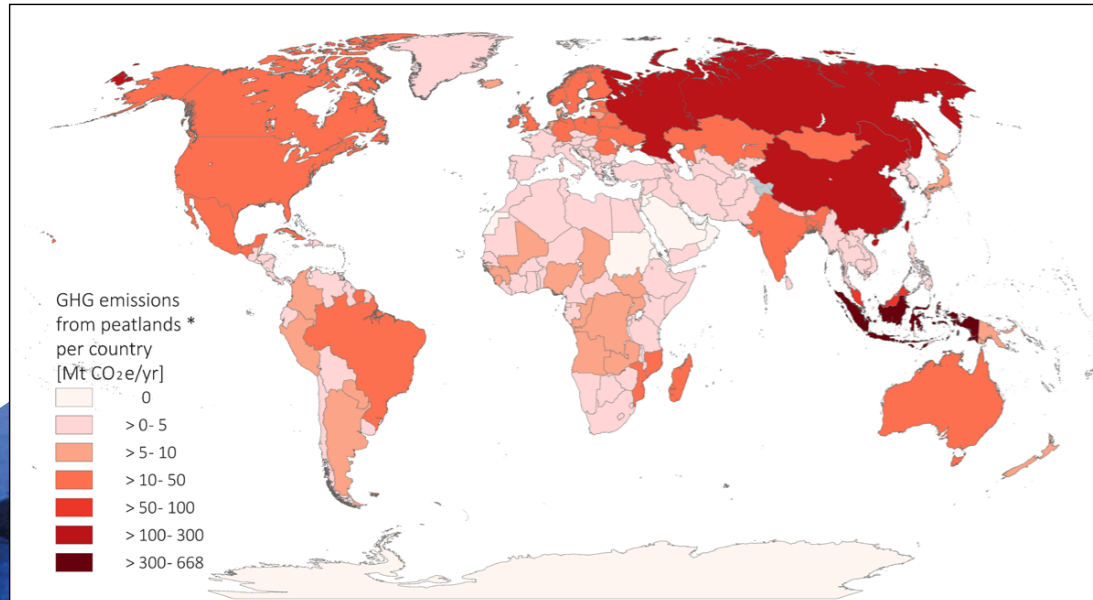 GHG emissions
from peatlands *
per country
[Mt CO₂e/yr]
0
> 0- 5
> 5- 10
> 10- 50
> 50- 100
> 100- 300
> 300- 668